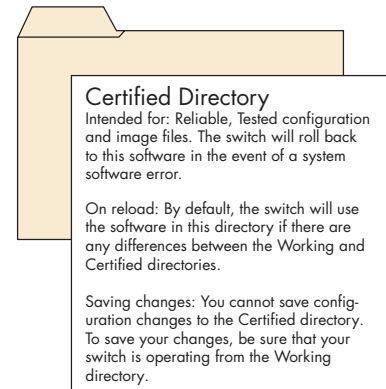 Certified Directory
Intended for: Reliable, Tested configuration
and image files. The switch will roll back
to this software in the event of a system
software error.
On reload: By default, the switch will use
the software in this directory if there are
any differences between the Working and
Certified directories.
Saving changes: You cannot save config-
uration changes to the Certified directory.
To save your changes, be sure that your
switch is operating from the Working
directory.